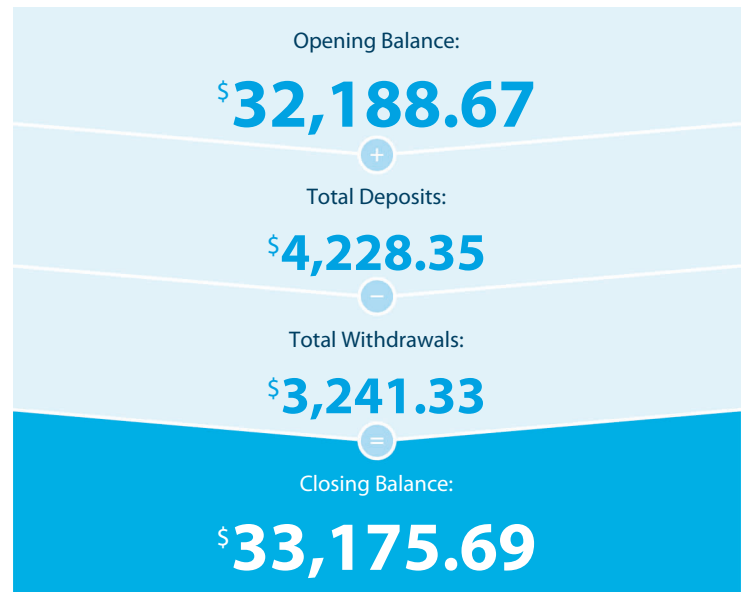 Opening Balance:
$32,188.67
+
Total Deposits:
$4,228.35
−
Total Withdrawals:
$3,241.33
=
Closing Balance:
$33,175.69